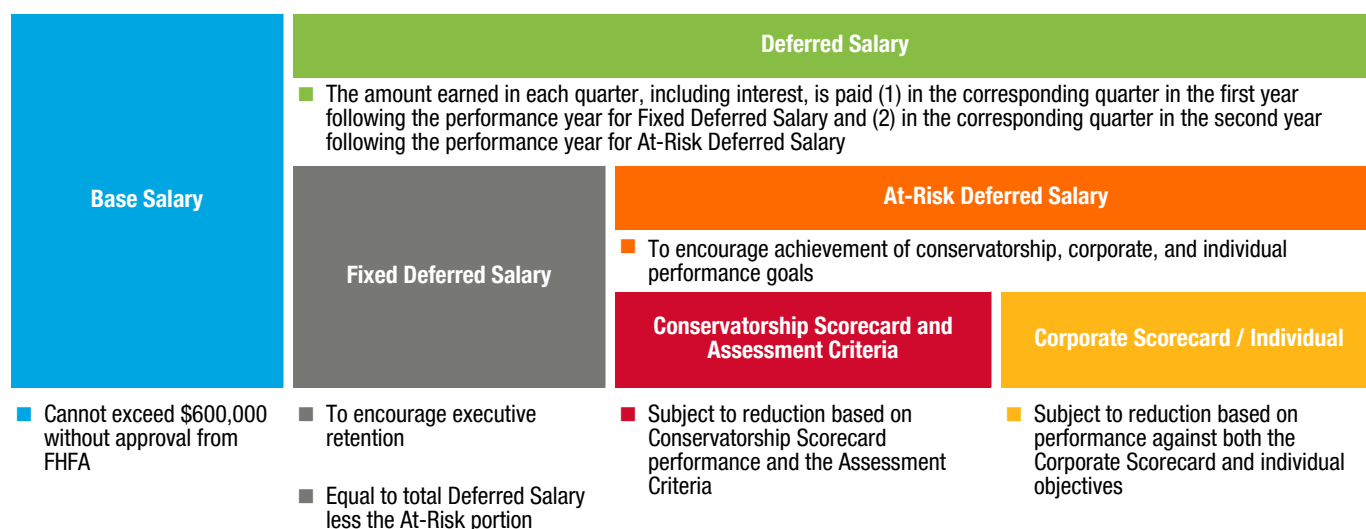 Deferred Salary
The amount earned in each quarter, including interest, is paid (1) in the corresponding quarter in the first year
following the performance year for Fixed Deferred Salary and (2) in the corresponding quarter in the second year
following the performance year for At-Risk Deferred Salary
Base Salary
Fixed Deferred Salary
At-Risk Deferred Salary
To encourage achievement of conservatorship, corporate, and individual
performance goals
Conservatorship Scorecard and
Assessment Criteria
Corporate Scorecard / Individual
Cannot exceed $600,000
without approval from
FHFA
To encourage executive
retention
Equal to total Deferred Salary
less the At-Risk portion
Subject to reduction based on
Conservatorship Scorecard
performance and the Assessment
Criteria
Subject to reduction based on
performance against both the
Corporate Scorecard and individual
objectives